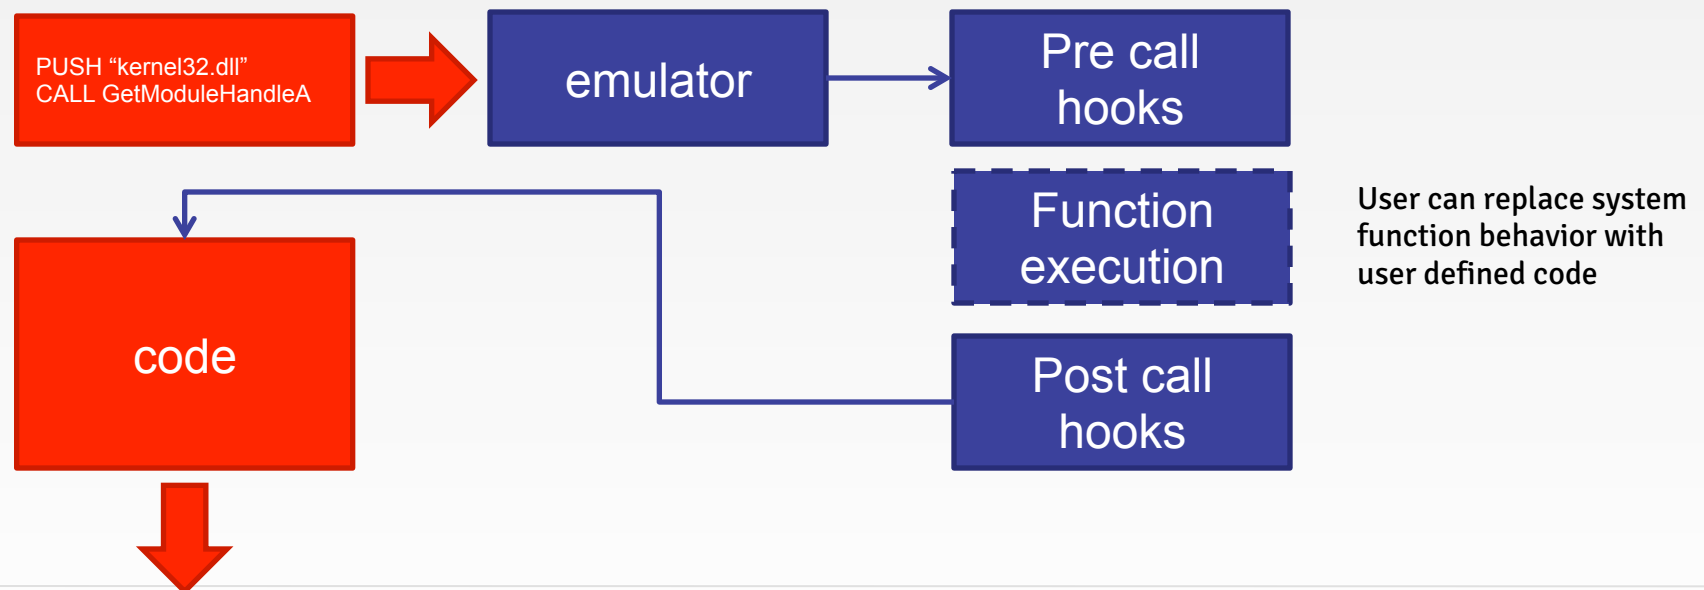 PUSH “kernel32.dll”
CALL GetModuleHandleA
emulator
Pre call
hooks
Function
execution
User can replace system
function behavior with
user defined code
code
Post call
hooks